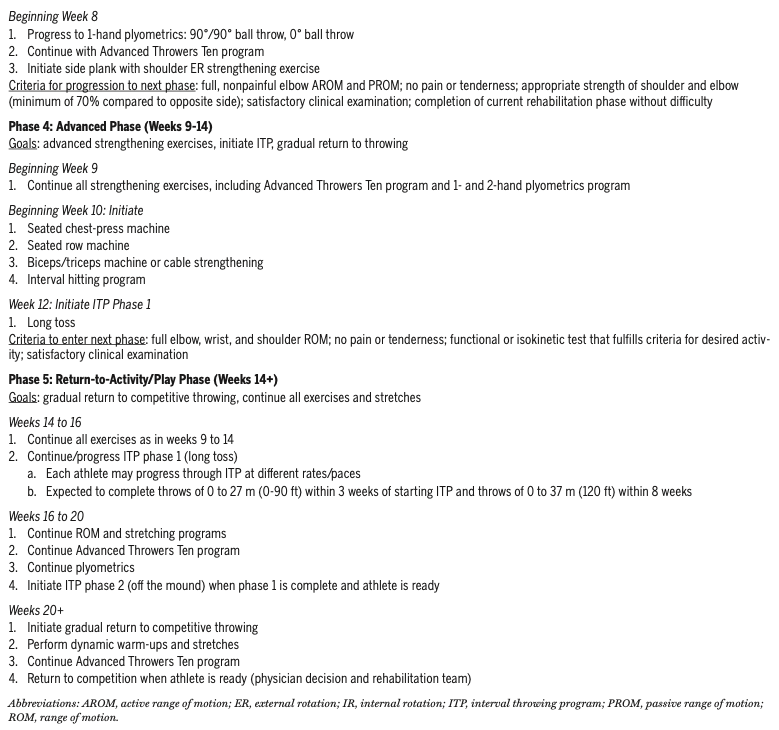 Beginning Week 8
1. Progress to 1-hand plyometrics: 90°/90° ball throw, 0° ball throw
2. Continue with Advanced Throwers Ten program
3. Initiate side plank with shoulder ER strengthening exercise
Criteria for progression to next phase: full, nonpainful elbow AROM and PROM; no pain or tenderness; appropriate strength of shoulder and elbow
(minimum of 70% compared to opposite side); satisfactory clinical examination; completion of current rehabilitation phase without difficulty
Phase 4: Advanced Phase (Weeks 9-14)
Goals: advanced strengthening exercises, initiate ITP, gradual return to throwing
Beginning Week 9
1. Continue all strengthening exercises, including Advanced Throwers Ten program and 1- and 2-hand plyometrics program
Beginning Week 10: Initiate
1. Seated chest-press machine
2. Seated row machine
3. Biceps/triceps machine or cable strengthening
4. Interval hitting program
Week 12: Initiate ITP Phase 1
1. Long toss
Criteria to enter next phase: full elbow, wrist, and shoulder ROM; no pain or tenderness; functional or isokinetic test that fulfills criteria for desired activ-
ity; satisfactory clinical examination
Phase 5: Return-to-Activity/Play Phase (Weeks 14+)
Goals: gradual return to competitive throwing, continue all exercises and stretches
Weeks 14 to 16
1. Continue all exercises as in weeks 9 to 14
2. Continue/progress ITP phase 1 (long toss)
a. Each athlete may progress through ITP at different rates/paces
b. Expected to complete throws of 0 to 27 m (0-90 ft) within 3 weeks of starting ITP and throws of 0 to 37 m (120 ft) within 8 weeks
Weeks 16 to 20
1. Continue ROM and stretching programs
2. Continue Advanced Throwers Ten program
3. Continue plyometrics
4. Initiate ITP phase 2 (off the mound) when phase 1 is complete and athlete is ready
Weeks 20+
1. Initiate gradual return to competitive throwing
2. Perform dynamic warm-ups and stretches
3. Continue Advanced Throwers Ten program
4. Return to competition when athlete is ready (physician decision and rehabilitation team)
Abbreviations: AROM, active range of motion; ER, external rotation; IR, internal rotation; ITP, interval throwing program; PROM, passive range of motion;
ROM, range of motion.